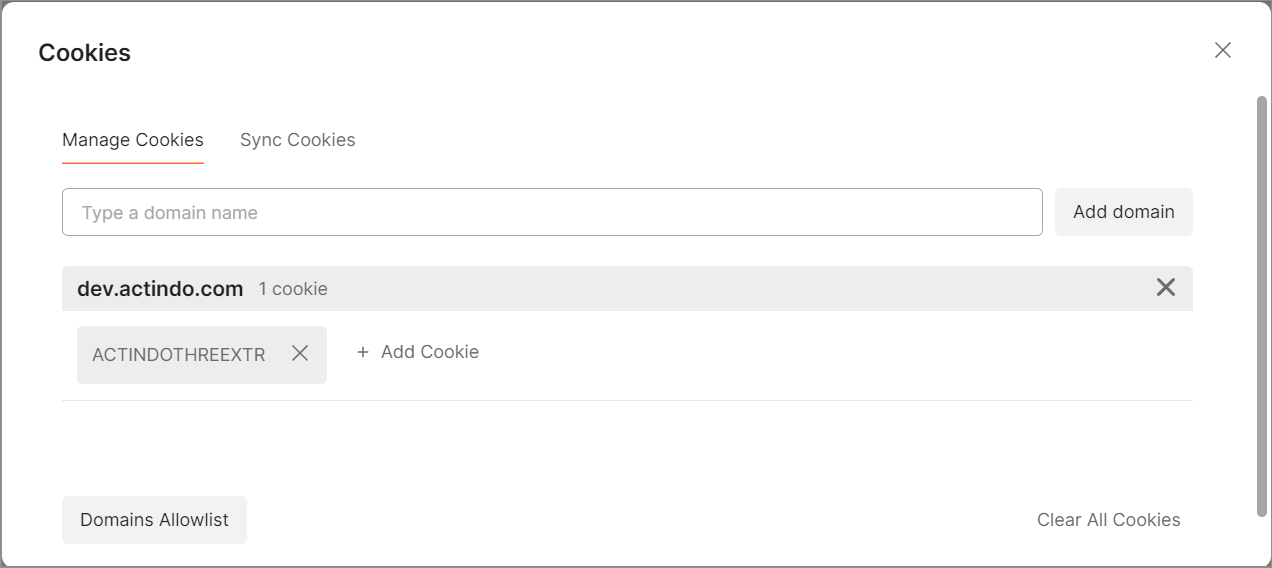 Cookies
Manage Cookies Sync Cookies
Type a domain name Add domain
dev.actindo.com 1 cookie
ACTINDOTHREEXTR + Add Cookie
Domains Allowlist Clear All Cookies